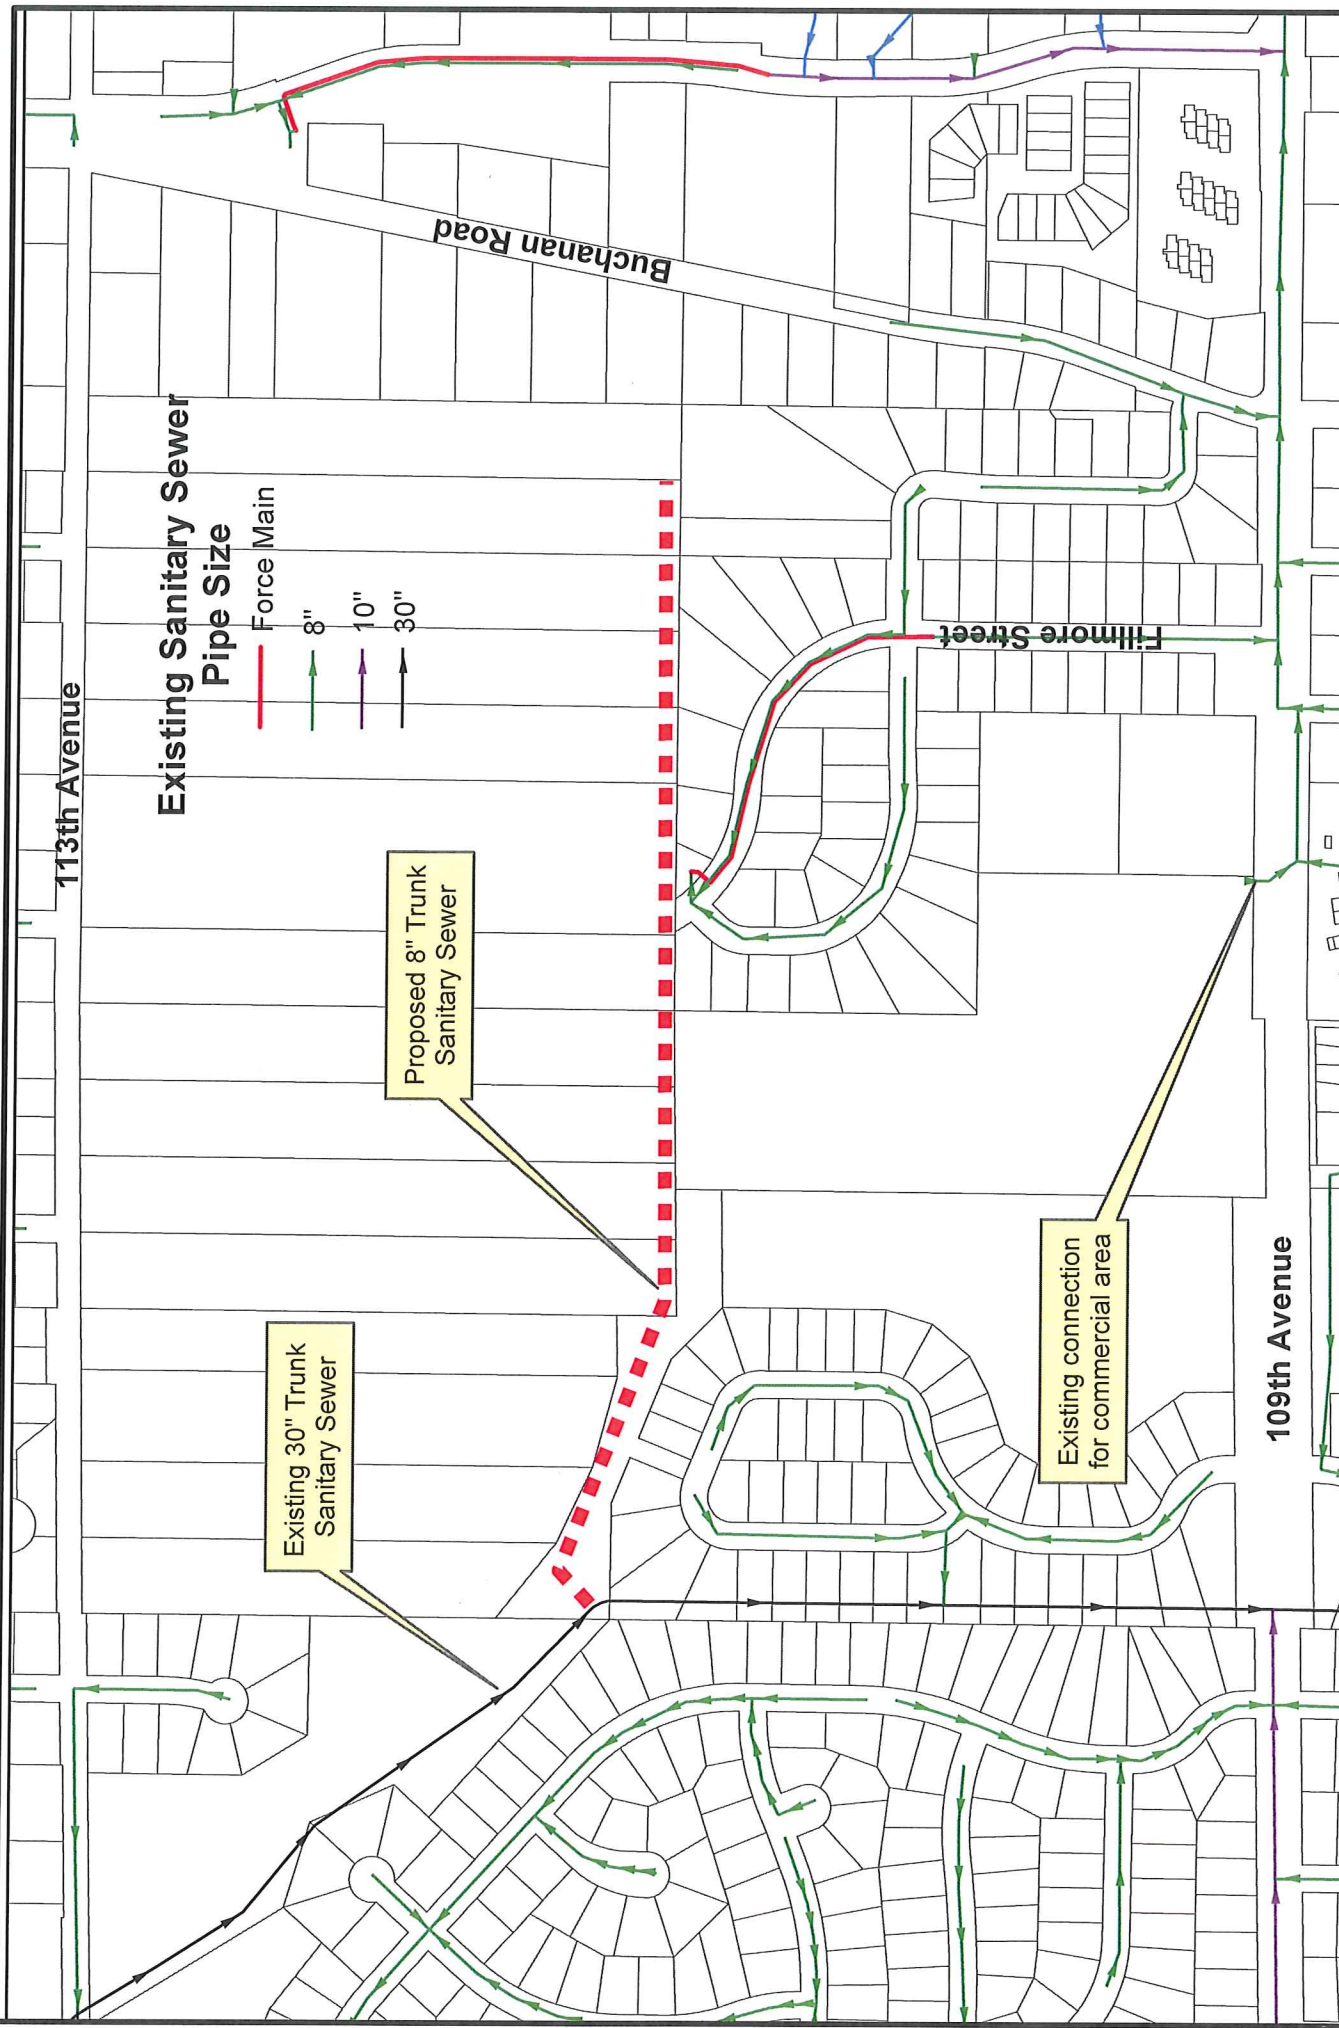 113th Avenue
Existing Sanitary Sewer
Pipe Size
Force Main
8"
10"
30"
Buchanan Road
Existing 30" Trunk
Sanitary Sewer
Proposed 8" Trunk
Sanitary Sewer
Fillmore Street
Existing connection
for commercial area
109th Avenue